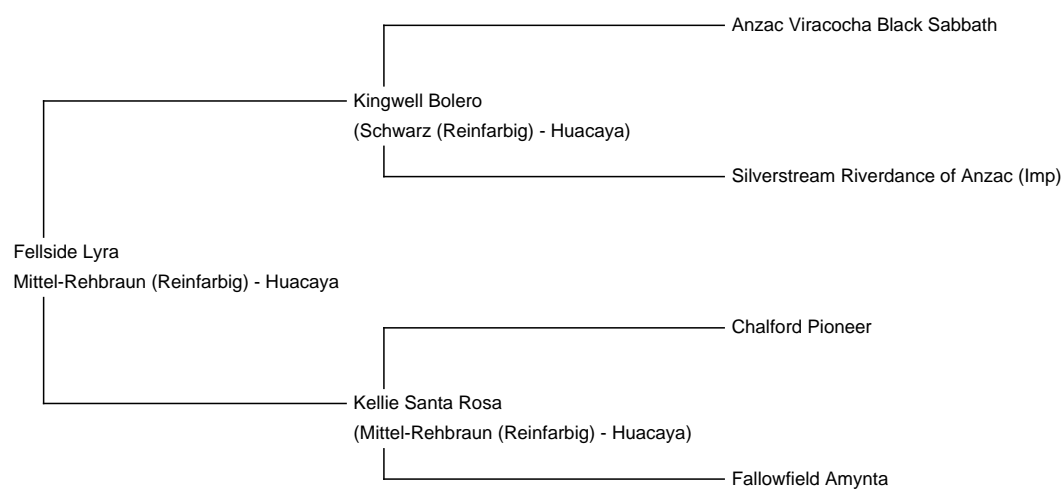 Anzac Viracocha Black Sabbath
Kingwell Bolero
(Schwarz (Reinfarbig) - Huacaya)
Silverstream Riverdance of Anzac (Imp)
Fellside Lyra
Mittel-Rehbraun (Reinfarbig) - Huacaya
Chalford Pioneer
Kellie Santa Rosa
(Mittel-Rehbraun (Reinfarbig) - Huacaya)
Fallowfield Amynta